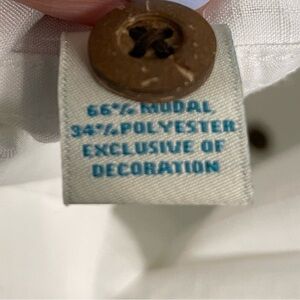 66% MODAL
34% POLYESTER
EXCLUSIVE OF
DECORATION